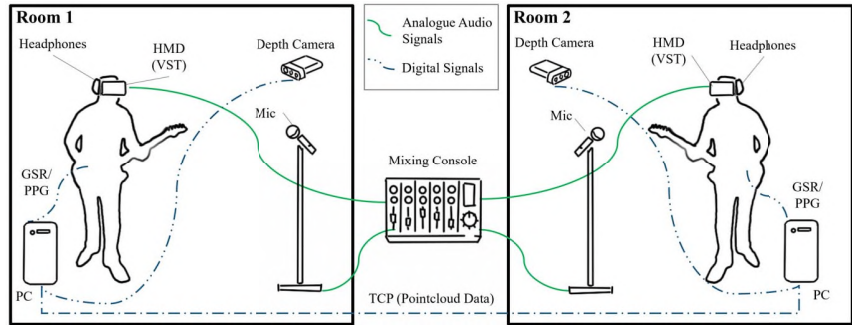 Room 1
Headphones
HMD
(VST)
Depth Camera
Mic
GSR/
PPG
PC
Analogue Audio
Signals
Digital Signals
Mixing Console
TCP (Pointcloud Data)
Room 2
Depth Camera
HMD
(VST)
Headphones
Mic
GSR/
PPG
PC